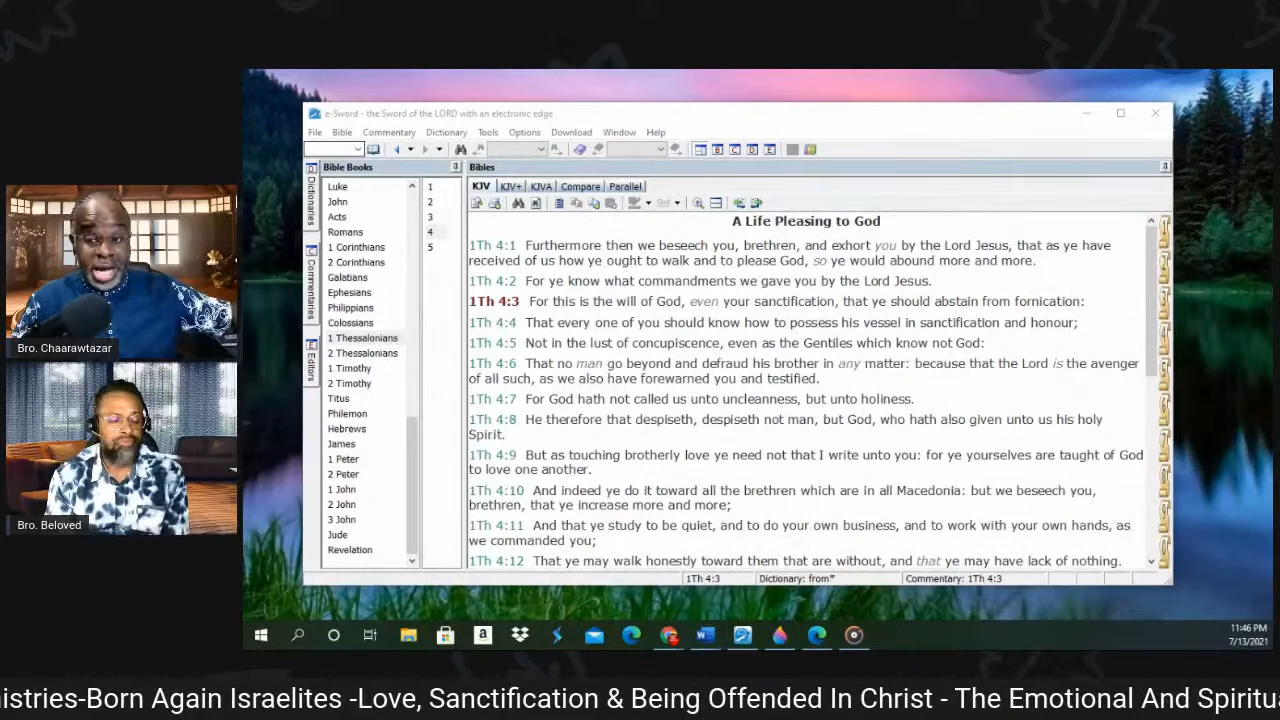 e-Sword - the Sword of the LORD with an electronic edge
File Bible Commentary Dictionary Tools Options Download Window Help
B C D E
Bible Books
Bibles
Dictionaries
Commentaries
Editors
Luke
John
Acts
Romans
1 Corinthians
2 Corinthians
Galatians
Ephesians
Philippians
Colossians
1 Thessalonians
2 Thessalonians
1 Timothy
2 Timothy
Titus
Philemon
Hebrews
James
1 Peter
2 Peter
1 John
2 John
3 John
Jude
Revelation
1
2
3
4
5
KJV KJV+ KJVA Compare Parallel
A Life Pleasing to God
1Th 4:1 Furthermore then we beseech you, brethren, and exhort you by the Lord Jesus, that as ye have
received of us how ye ought to walk and to please God, so ye would abound more and more.
1Th 4:2 For ye know what commandments we gave you by the Lord Jesus.
1Th 4:3 For this is the will of God, even your sanctification, that ye should abstain from fornication:
1Th 4:4 That every one of you should know how to possess his vessel in sanctification and honour;
1Th 4:5 Not in the lust of concupiscence, even as the Gentiles which know not God:
1Th 4:6 That no man go beyond and defraud his brother in any matter: because that the Lord is the avenger
of all such, as we also have forewarned you and testified.
1Th 4:7 For God hath not called us unto uncleanness, but unto holiness.
1Th 4:8 He therefore that despiseth, despiseth not man, but God, who hath also given unto us his holy
Spirit.
1Th 4:9 But as touching brotherly love ye need not that I write unto you: for ye yourselves are taught of God
to love one another.
1Th 4:10 And indeed ye do it toward all the brethren which are in all Macedonia: but we beseech you,
brethren, that ye increase more and more;
1Th 4:11 And that ye study to be quiet, and to do your own business, and to work with your own hands, as
we commanded you;
1Th 4:12 That ye may walk honestly toward them that are without, and that ye may have lack of nothing.
1Th 4:3 Dictionary: from* Commentary: 1Th 4:3
Bro. Chaarawtazar
Bro. Beloved
11:46 PM
7/13/2021
nistries-Born Again Israelites -Love, Sanctification & Being Offended In Christ - The Emotional And Spiritu